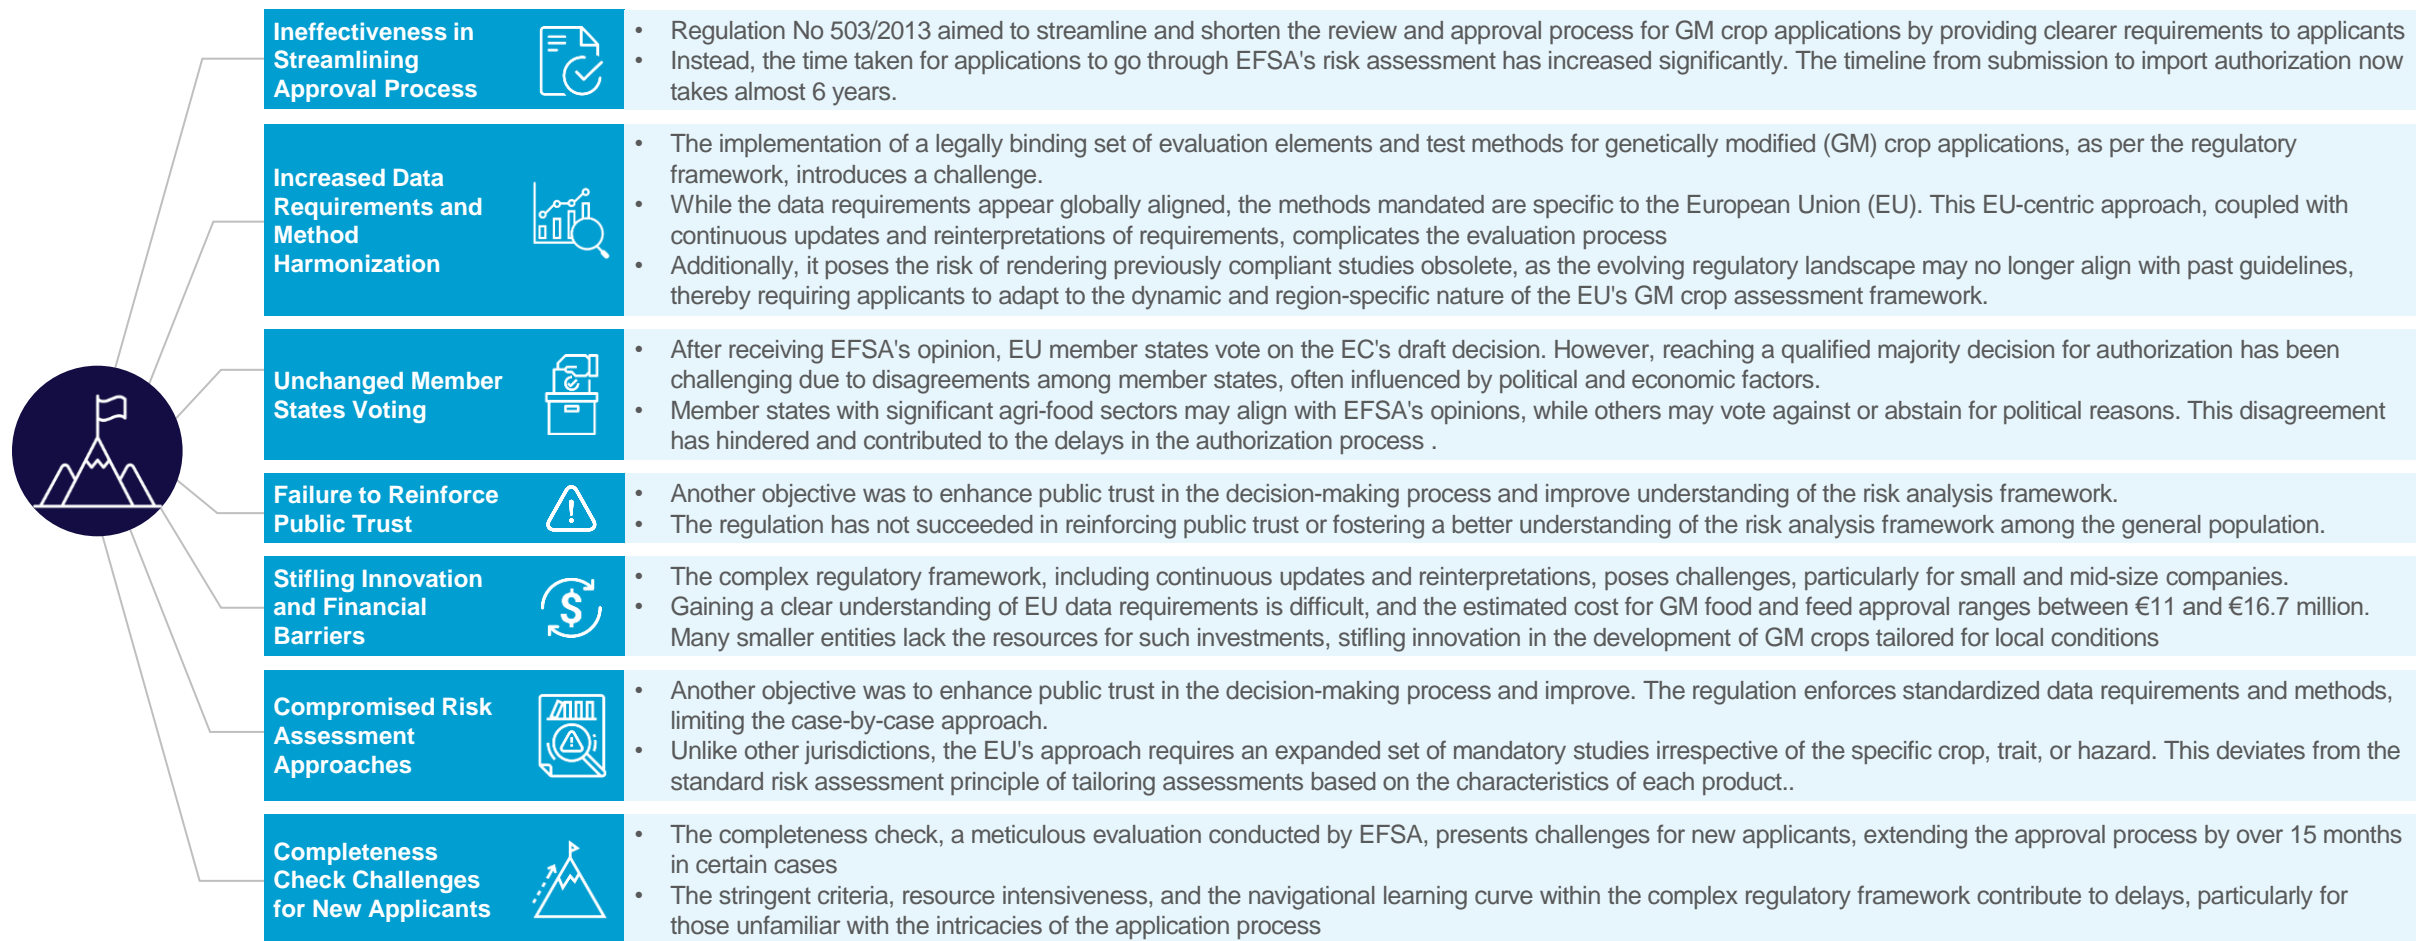 Ineffectiveness in
Streamlining
Approval Process
• Regulation No 503/2013 aimed to streamline and shorten the review and approval process for GM crop applications by providing clearer requirements to applicants
• Instead, the time taken for applications to go through EFSA's risk assessment has increased significantly. The timeline from submission to import authorization now
takes almost 6 years.
Increased Data
Requirements and
Method
Harmonization
• The implementation of a legally binding set of evaluation elements and test methods for genetically modified (GM) crop applications, as per the regulatory
framework, introduces a challenge.
• While the data requirements appear globally aligned, the methods mandated are specific to the European Union (EU). This EU-centric approach, coupled with
continuous updates and reinterpretations of requirements, complicates the evaluation process
• Additionally, it poses the risk of rendering previously compliant studies obsolete, as the evolving regulatory landscape may no longer align with past guidelines,
thereby requiring applicants to adapt to the dynamic and region-specific nature of the EU's GM crop assessment framework.
Unchanged Member
States Voting
• After receiving EFSA's opinion, EU member states vote on the EC's draft decision. However, reaching a qualified majority decision for authorization has been
challenging due to disagreements among member states, often influenced by political and economic factors.
• Member states with significant agri-food sectors may align with EFSA's opinions, while others may vote against or abstain for political reasons. This disagreement
has hindered and contributed to the delays in the authorization process .
Failure to Reinforce
Public Trust
• Another objective was to enhance public trust in the decision-making process and improve understanding of the risk analysis framework.
• The regulation has not succeeded in reinforcing public trust or fostering a better understanding of the risk analysis framework among the general population.
Stifling Innovation
and Financial
Barriers
• The complex regulatory framework, including continuous updates and reinterpretations, poses challenges, particularly for small and mid-size companies.
• Gaining a clear understanding of EU data requirements is difficult, and the estimated cost for GM food and feed approval ranges between €11 and €16.7 million.
Many smaller entities lack the resources for such investments, stifling innovation in the development of GM crops tailored for local conditions
Compromised Risk
Assessment
Approaches
• Another objective was to enhance public trust in the decision-making process and improve. The regulation enforces standardized data requirements and methods,
limiting the case-by-case approach.
• Unlike other jurisdictions, the EU's approach requires an expanded set of mandatory studies irrespective of the specific crop, trait, or hazard. This deviates from the
standard risk assessment principle of tailoring assessments based on the characteristics of each product..
Completeness
Check Challenges
for New Applicants
• The completeness check, a meticulous evaluation conducted by EFSA, presents challenges for new applicants, extending the approval process by over 15 months
in certain cases
• The stringent criteria, resource intensiveness, and the navigational learning curve within the complex regulatory framework contribute to delays, particularly for
those unfamiliar with the intricacies of the application process